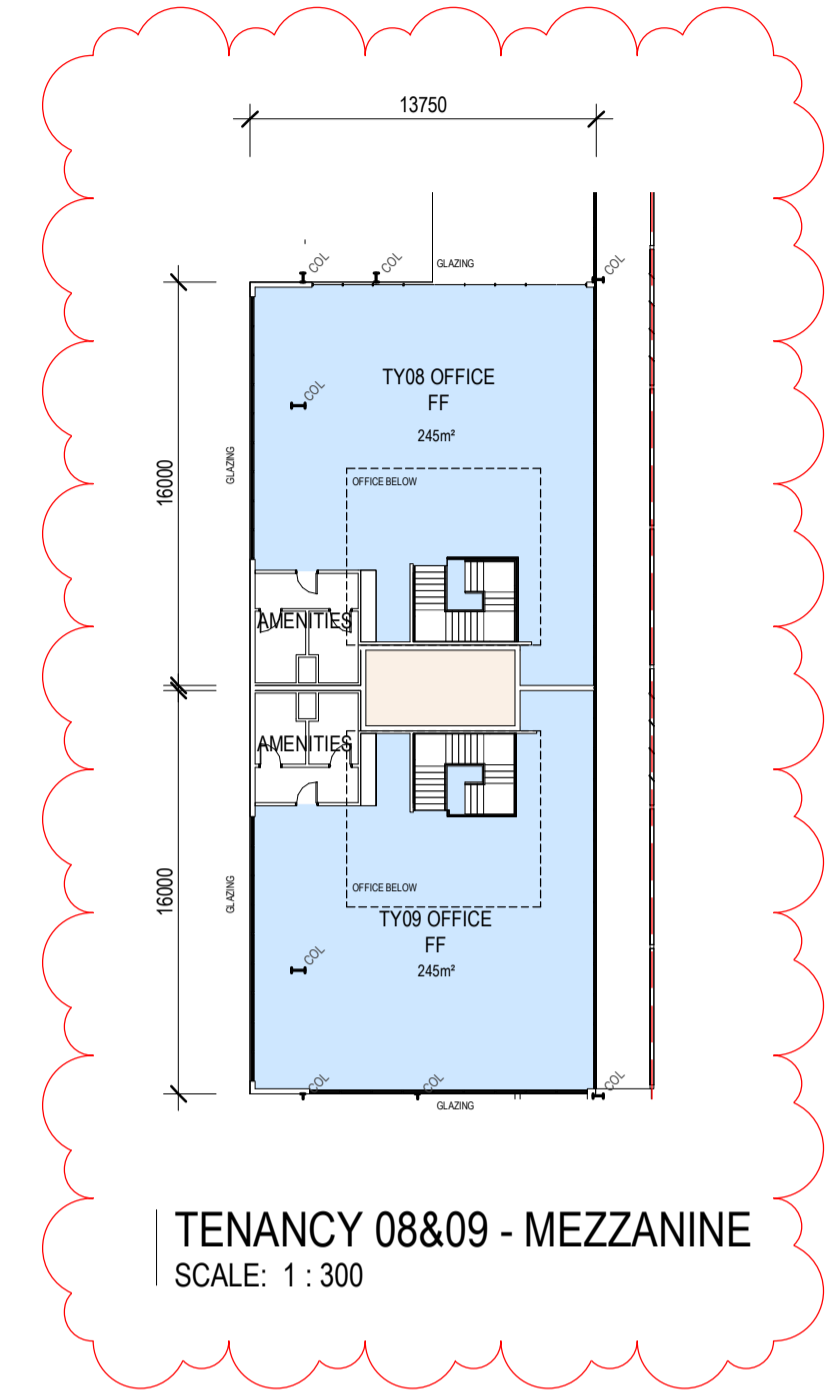 13750
COL
COL
GLAZING
COL
TY08 OFFICE
FF
245m²
COL
GLAZING
16000
OFFICE BELOW
AMENITIES
AMENITIES
16000
GLAZING
OFFICE BELOW
TY09 OFFICE
FF
245m²
COL
COL
COL
COL
GLAZING
TENANCY 08&09 - MEZZANINE
SCALE: 1 : 300